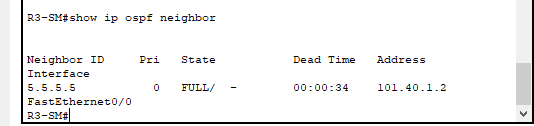 R3-SM#show ip ospf neighbor
Neighbor ID     Pri   State           Dead Time   Address
Interface
5.5.5.5           0   FULL/  -        00:00:34    101.40.1.2
FastEthernet0/0
R3-SM#